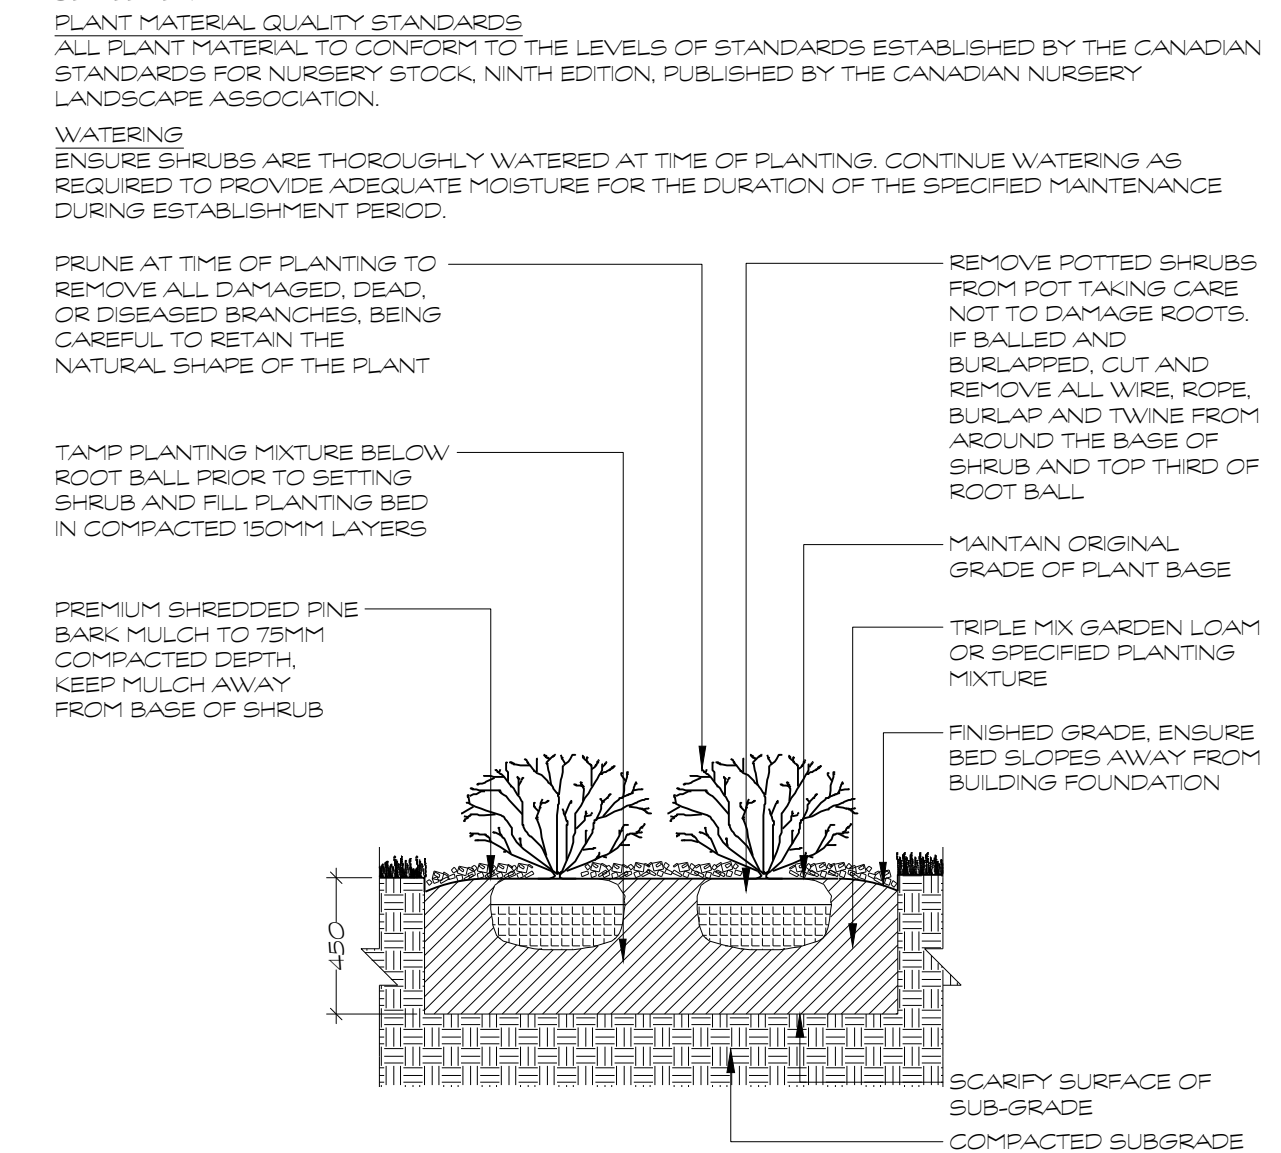 PLANT MATERIAL QUALITY STANDARDS
ALL PLANT MATERIAL TO CONFORM TO THE LEVELS OF STANDARDS ESTABLISHED BY THE CANADIAN
STANDARDS FOR NURSERY STOCK, NINTH EDITION, PUBLISHED BY THE CANADIAN NURSERY
LANDSCAPE ASSOCIATION.
WATERING
ENSURE SHRUBS ARE THOROUGHLY WATERED AT TIME OF PLANTING. CONTINUE WATERING AS
REQUIRED TO PROVIDE ADEQUATE MOISTURE FOR THE DURATION OF THE SPECIFIED MAINTENANCE
DURING ESTABLISHMENT PERIOD.
PRUNE AT TIME OF PLANTING TO
REMOVE ALL DAMAGED, DEAD,
OR DISEASED BRANCHES, BEING
CAREFUL TO RETAIN THE
NATURAL SHAPE OF THE PLANT
TAMP PLANTING MIXTURE BELOW
ROOT BALL PRIOR TO SETTING
SHRUB AND FILL PLANTING BED
IN COMPACTED 150MM LAYERS
PREMIUM SHREDDED PINE
BARK MULCH TO 75MM
COMPACTED DEPTH,
KEEP MULCH AWAY
FROM BASE OF SHRUB
REMOVE POTTED SHRUBS
FROM POT TAKING CARE
NOT TO DAMAGE ROOTS.
IF BALLED AND
BURLAPPED, CUT AND
REMOVE ALL WIRE, ROPE,
BURLAP AND TWINE FROM
AROUND THE BASE OF
SHRUB AND TOP THIRD OF
ROOT BALL
MAINTAIN ORIGINAL
GRADE OF PLANT BASE
TRIPLE MIX GARDEN LOAM
OR SPECIFIED PLANTING
MIXTURE
FINISHED GRADE, ENSURE
BED SLOPES AWAY FROM
BUILDING FOUNDATION
450
SCARIFY SURFACE OF
SUB-GRADE
COMPACTED SUBGRADE